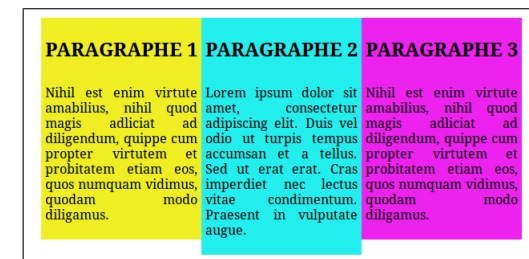 PARAGRAPHE 1
Nihil est enim virtute
amabilius, nihil quod
magis adliciat ad
diligendum, quippe cum
propter virtutem et
probitatem etiam eos,
quos numquam vidimus,
quodam modo
diligamus.
PARAGRAPHE 2
Lorem ipsum dolor sit
amet, consectetur
adipiscing elit. Duis vel
odio ut turpis tempus
accumsan et a tellus.
Sed ut erat erat. Cras
imperdiet nec lectus
vitae condimentum.
Praesent in vulputate
augue.
PARAGRAPHE 3
Nihil est enim virtute
amabilius, nihil quod
magis adliciat ad
diligendum, quippe cum
propter virtutem et
probitatem etiam eos,
quos numquam vidimus,
quodam modo
diligamus.